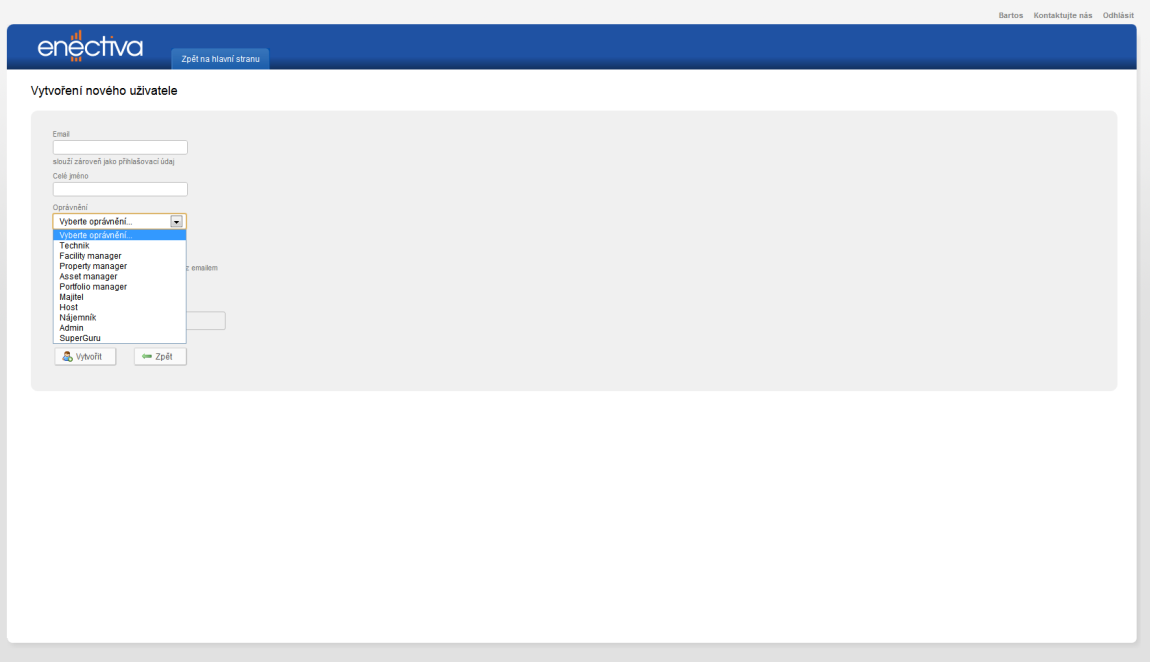 Bartos Kontaktujte nás Odhlásit
enectiva
Zpět na hlavní stranu
Vytvoření nového uživatele
Email
slouží zároveň jako přihlašovací údaj
Celé jméno
Oprávnění
Vyberte oprávnění...
Vyberte oprávnění...
Technik
Facility manager
Property manager
z emailem
Asset manager
Portfolio manager
Majitel
Host
Nájemník
Admin
SuperGuru
Vytvořit Zpět